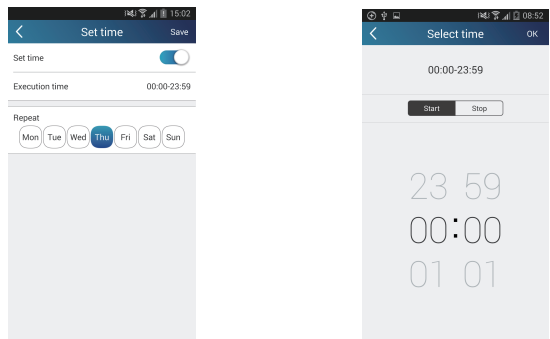 15:02
Set time
Save
Set time
Execution time 00:00-23:59
Repeat
Mon Tue Wed Thu Fri Sat Sun
08:52
Select time
OK
00:00-23:59
Start Stop
23 59
00:00
01 01